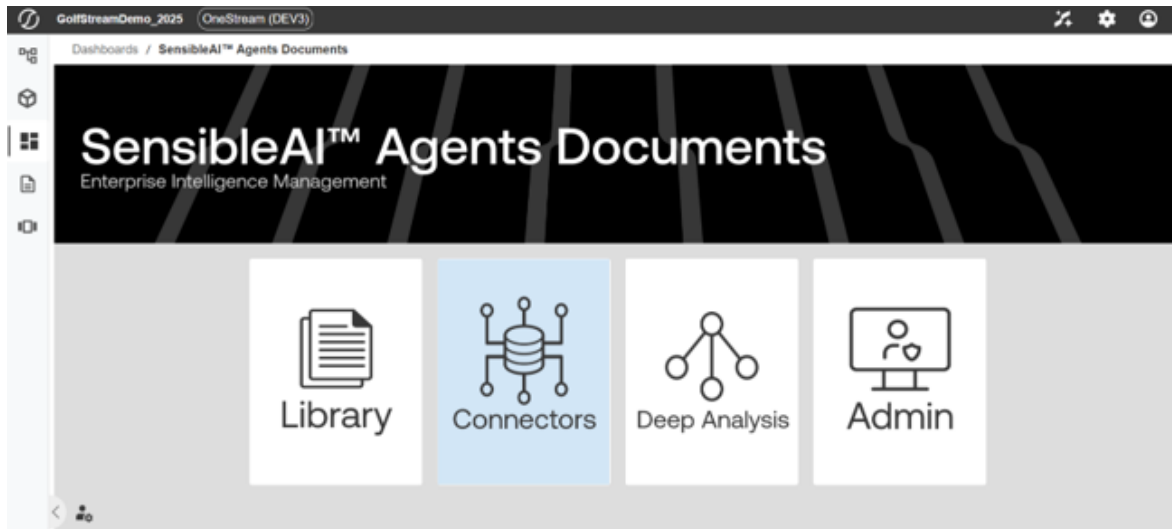 GolfStreamDemo_2025 OneStream (DEV3)
Dashboards / SensibleAI™ Agents Documents
SensibleAI™ Agents Documents
Enterprise Intelligence Management
Library
Connectors
Deep Analysis
Admin